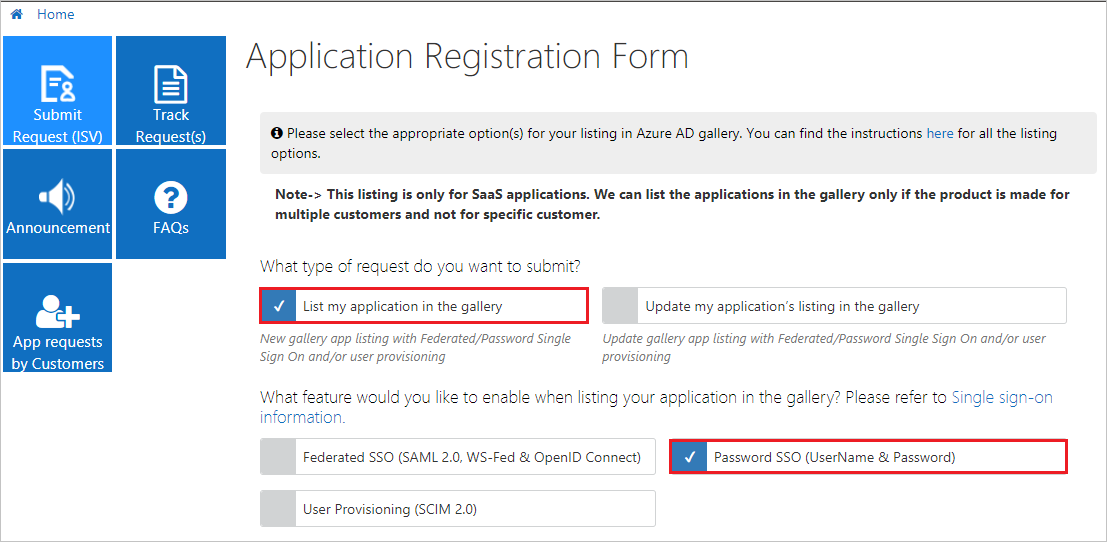 Home
Submit
Request (ISV)
Track
Request(s)
Announcement
FAQs
App requests
by Customers
Application Registration Form
Please select the appropriate option(s) for your listing in Azure AD gallery. You can find the instructions here for all the listing
options.
Note-> This listing is only for SaaS applications. We can list the applications in the gallery only if the product is made for
multiple customers and not for specific customer.
What type of request do you want to submit?
List my application in the gallery
Update my application's listing in the gallery
New gallery app listing with Federated/Password Single
Sign On and/or user provisioning
Update gallery app listing with Federated/Password Single Sign On and/or user
provisioning
What feature would you like to enable when listing your application in the gallery? Please refer to Single sign-on
information.
Federated SSO (SAML 2.0, WS-Fed & OpenID Connect)
Password SSO (UserName & Password)
User Provisioning (SCIM 2.0)